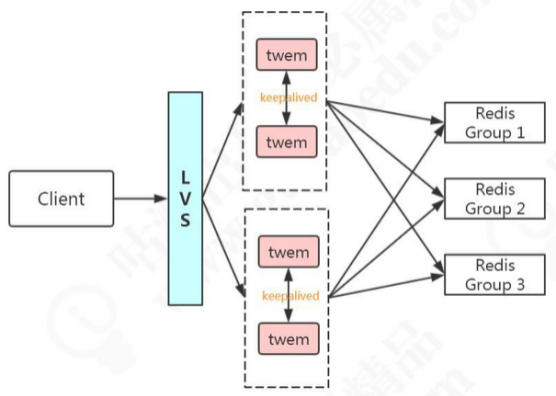 Client
L
V
S
twem
keepalived
twem
twem
keepalived
twem
Redis
Group 1
Redis
Group 2
Redis
Group 3